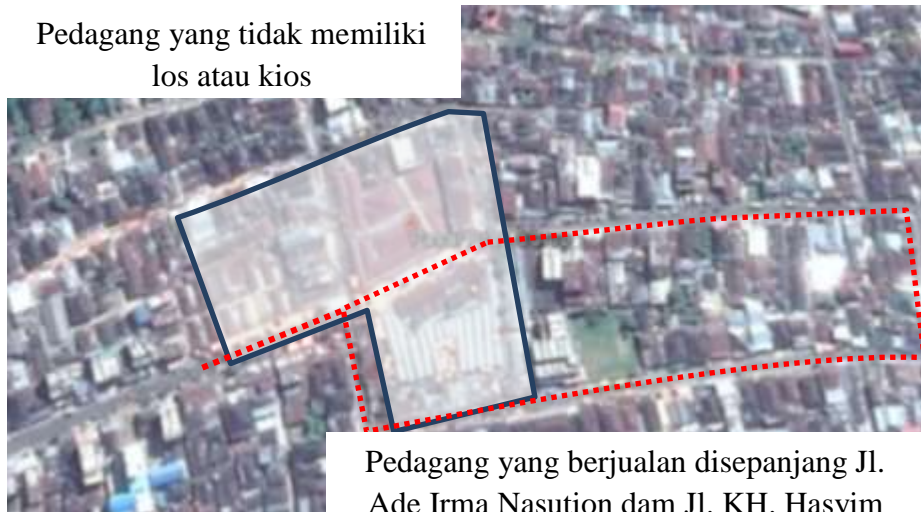 Pedagang yang tidak memiliki
los atau kios
Pedagang yang berjualan disepanjang Jl.
Ade Irma Nasution dam Jl. KH. Hasyim